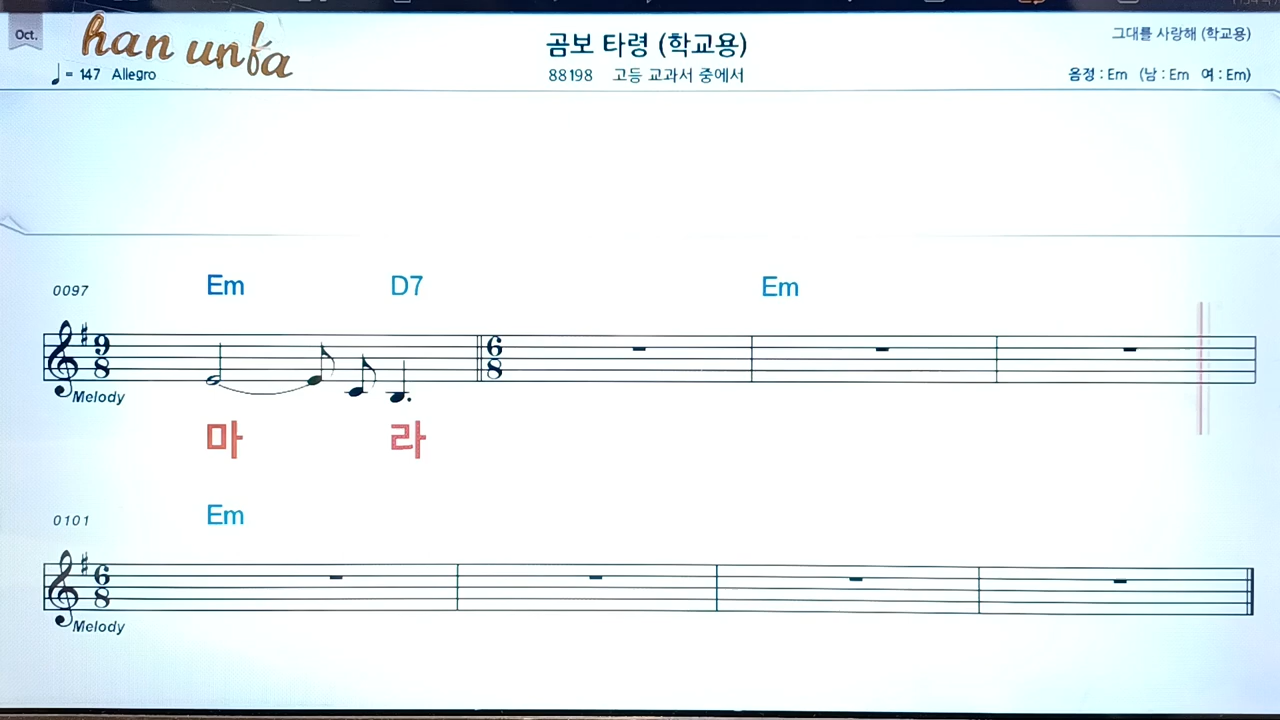 Oct.
han unfa
곰보 타령 (학교용)
그대를 사랑해 (학교용)
♩ = 147 Allegro
88198 고등 교과서 중에서
음정 : Em (남 : Em 여 : Em)
0097 Em D7 Em
9 8 6 8
Melody
마 라
0101 Em
6 8
Melody